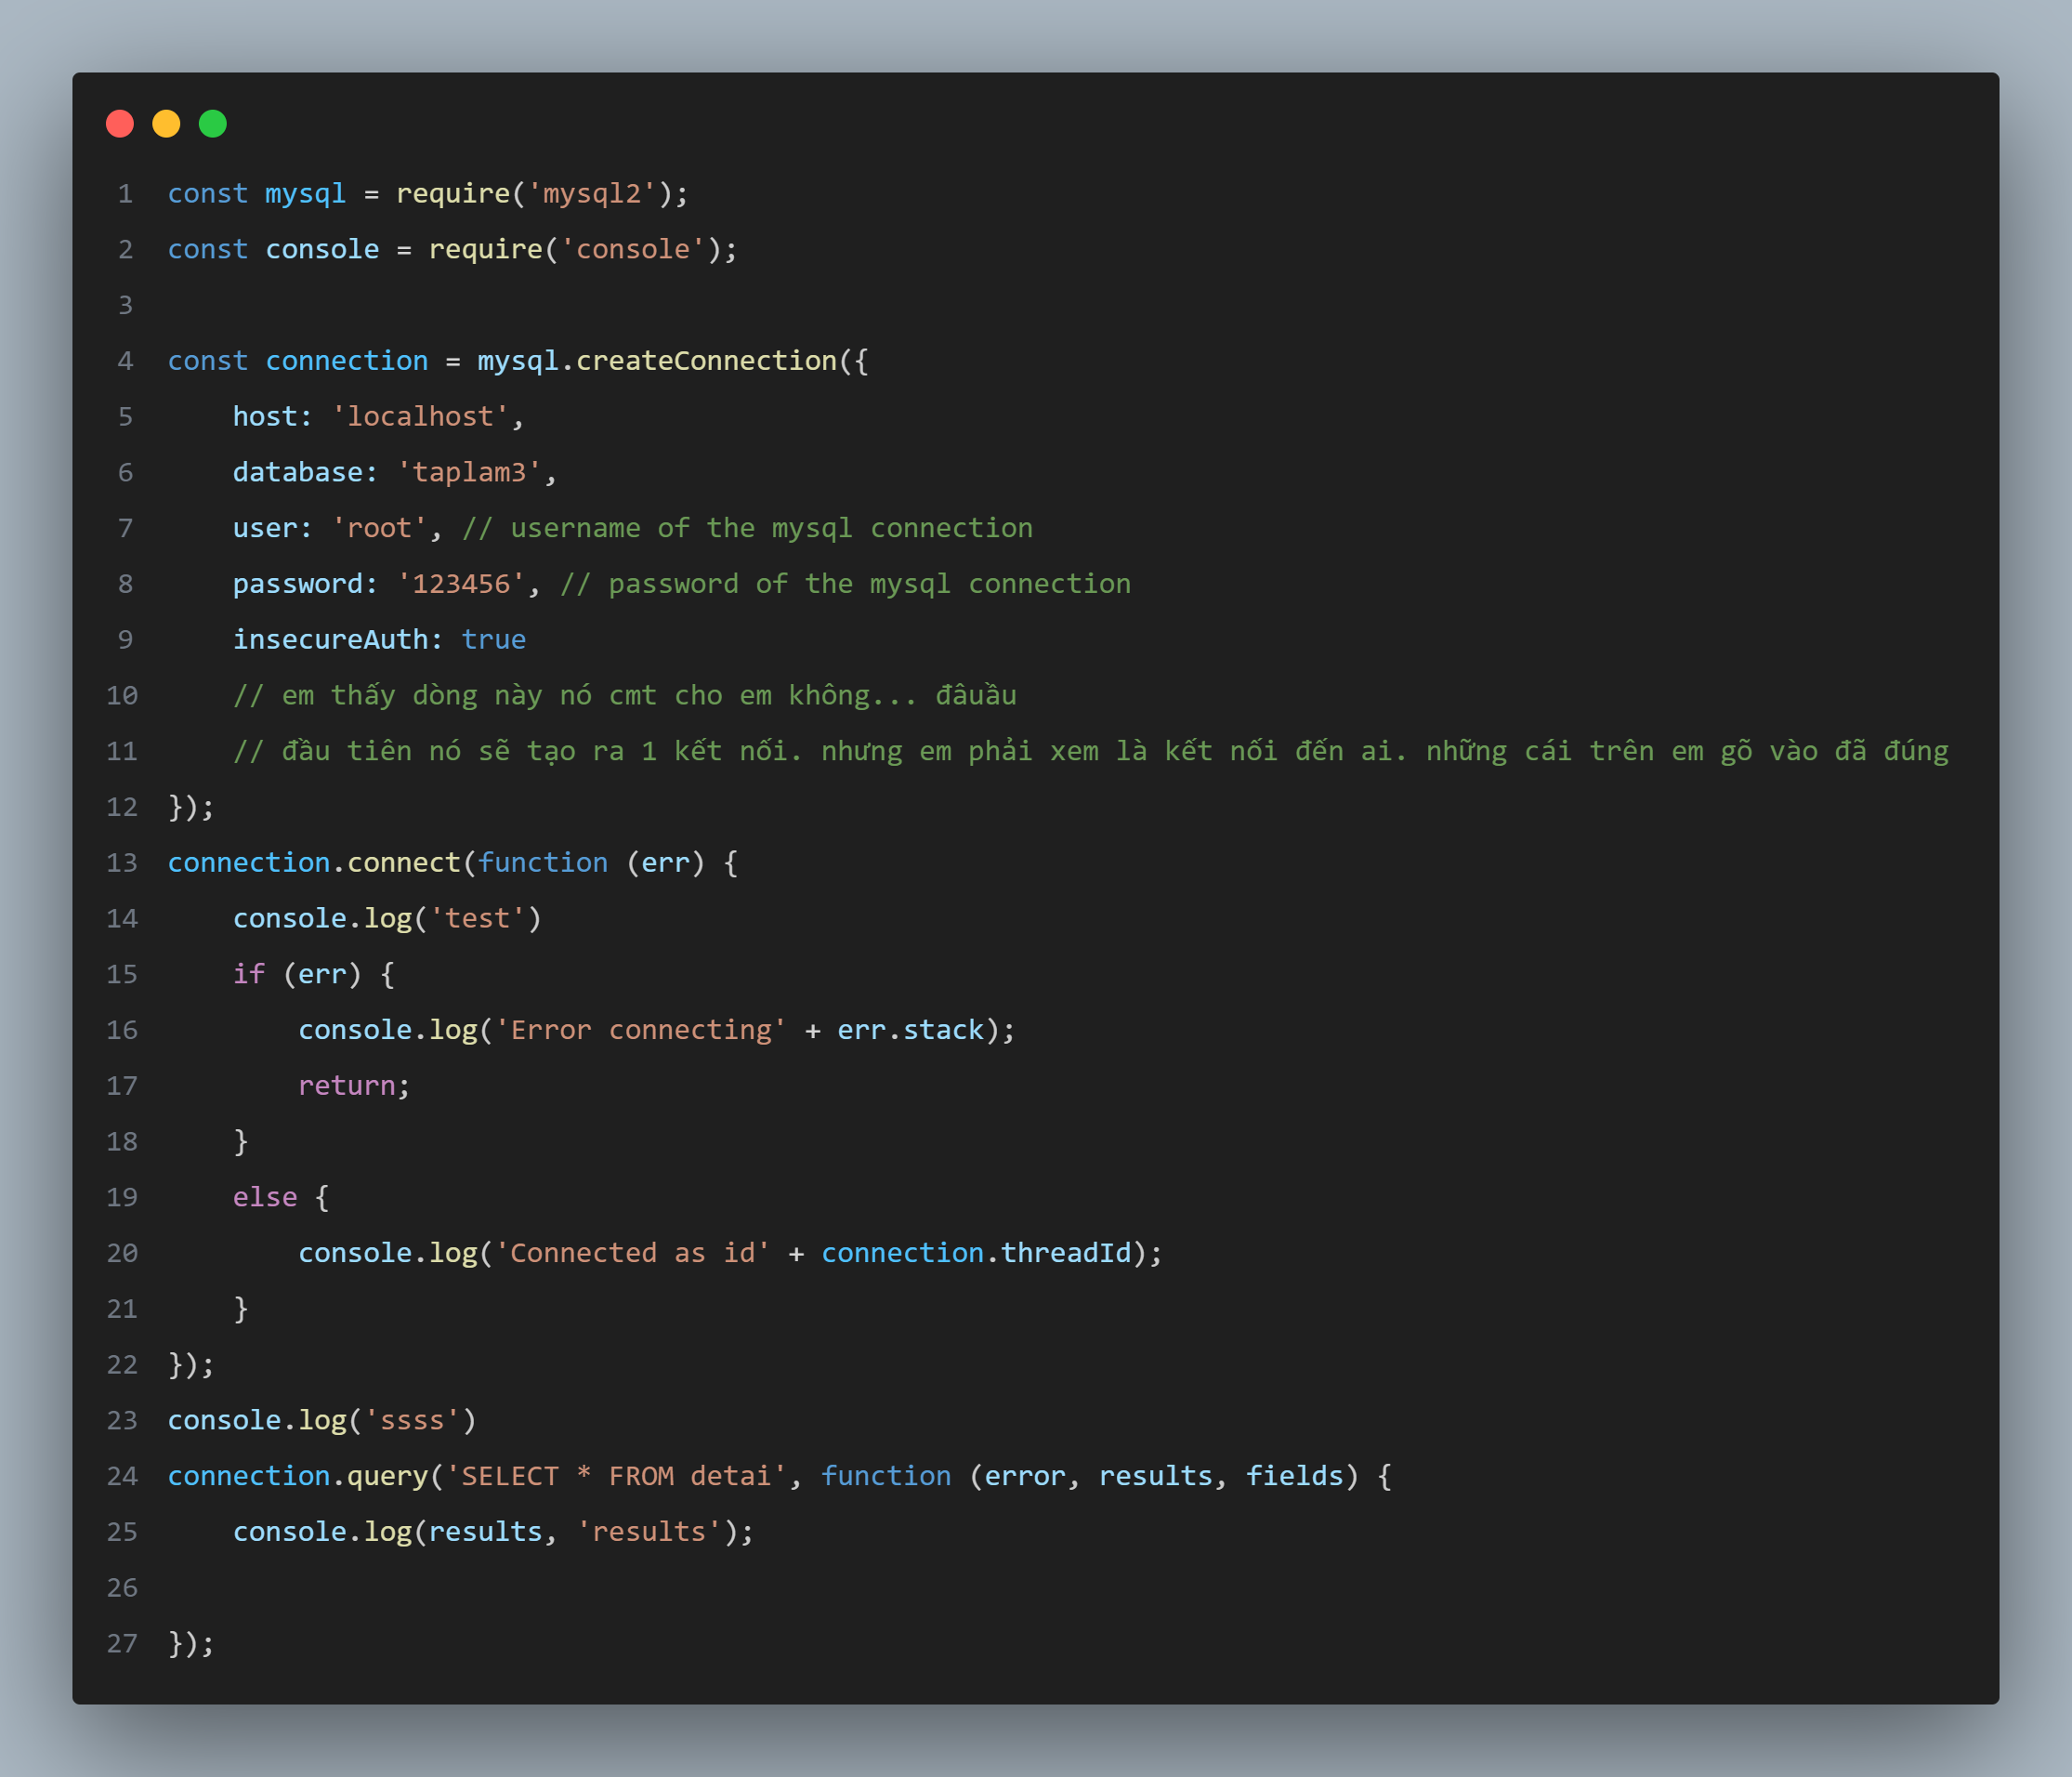 1 const mysql = require('mysql2');
2 const console = require('console');
3
4 const connection = mysql.createConnection({
5     host: 'localhost',
6     database: 'taplam3',
7     user: 'root', // username of the mysql connection
8     password: '123456', // password of the mysql connection
9     insecureAuth: true
10     // em thấy dòng này nó cmt cho em không... đâuầu
11     // đầu tiên nó sẽ tạo ra 1 kết nối. nhưng em phải xem là kết nối đến ai. những cái trên em gõ vào đã đúng
12 });
13 connection.connect(function (err) {
14     console.log('test')
15     if (err) {
16         console.log('Error connecting' + err.stack);
17         return;
18     }
19     else {
20         console.log('Connected as id' + connection.threadId);
21     }
22 });
23 console.log('ssss')
24 connection.query('SELECT * FROM detai', function (error, results, fields) {
25     console.log(results, 'results');
26
27 });